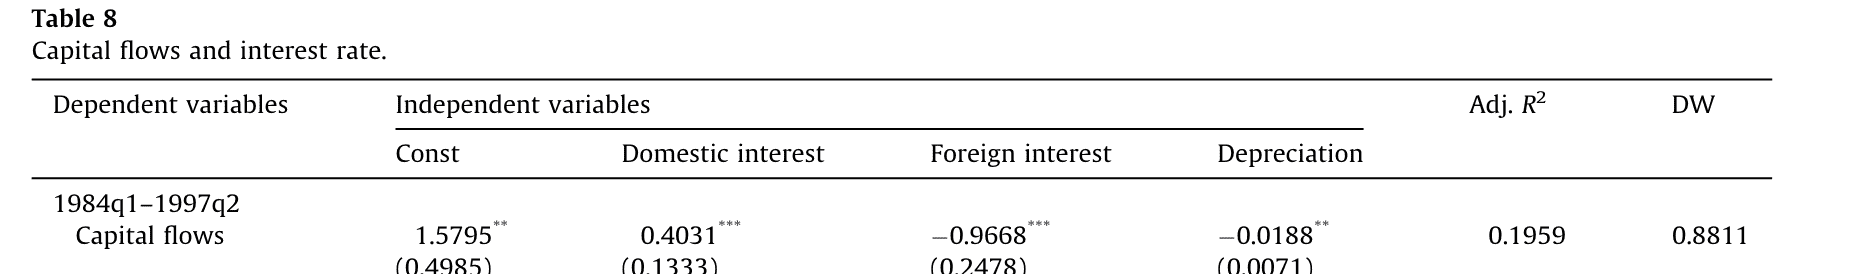 Table 8
Capital flows and interest rate.
Dependent variables Independent variables Adj. R² DW
Const Domestic interest Foreign interest Depreciation
1984q1–1997q2
Capital flows 1.5795** 0.4031*** −0.9668*** −0.0188** 0.1959 0.8811
(0.4985) (0.1333) (0.2478) (0.0071)